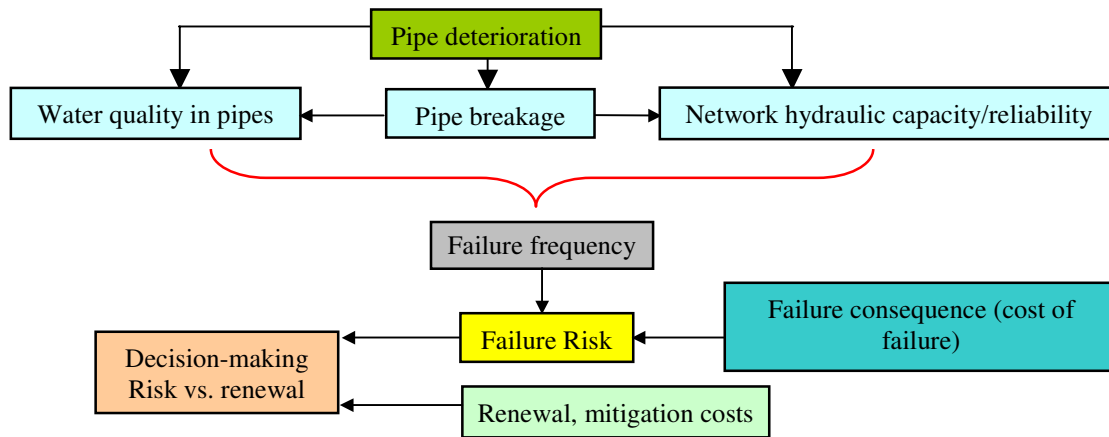 Pipe deterioration
Water quality in pipes
Pipe breakage
Network hydraulic capacity/reliability
Failure frequency
Failure consequence (cost of
failure)
Failure Risk
Decision-making
Risk vs. renewal
Renewal, mitigation costs